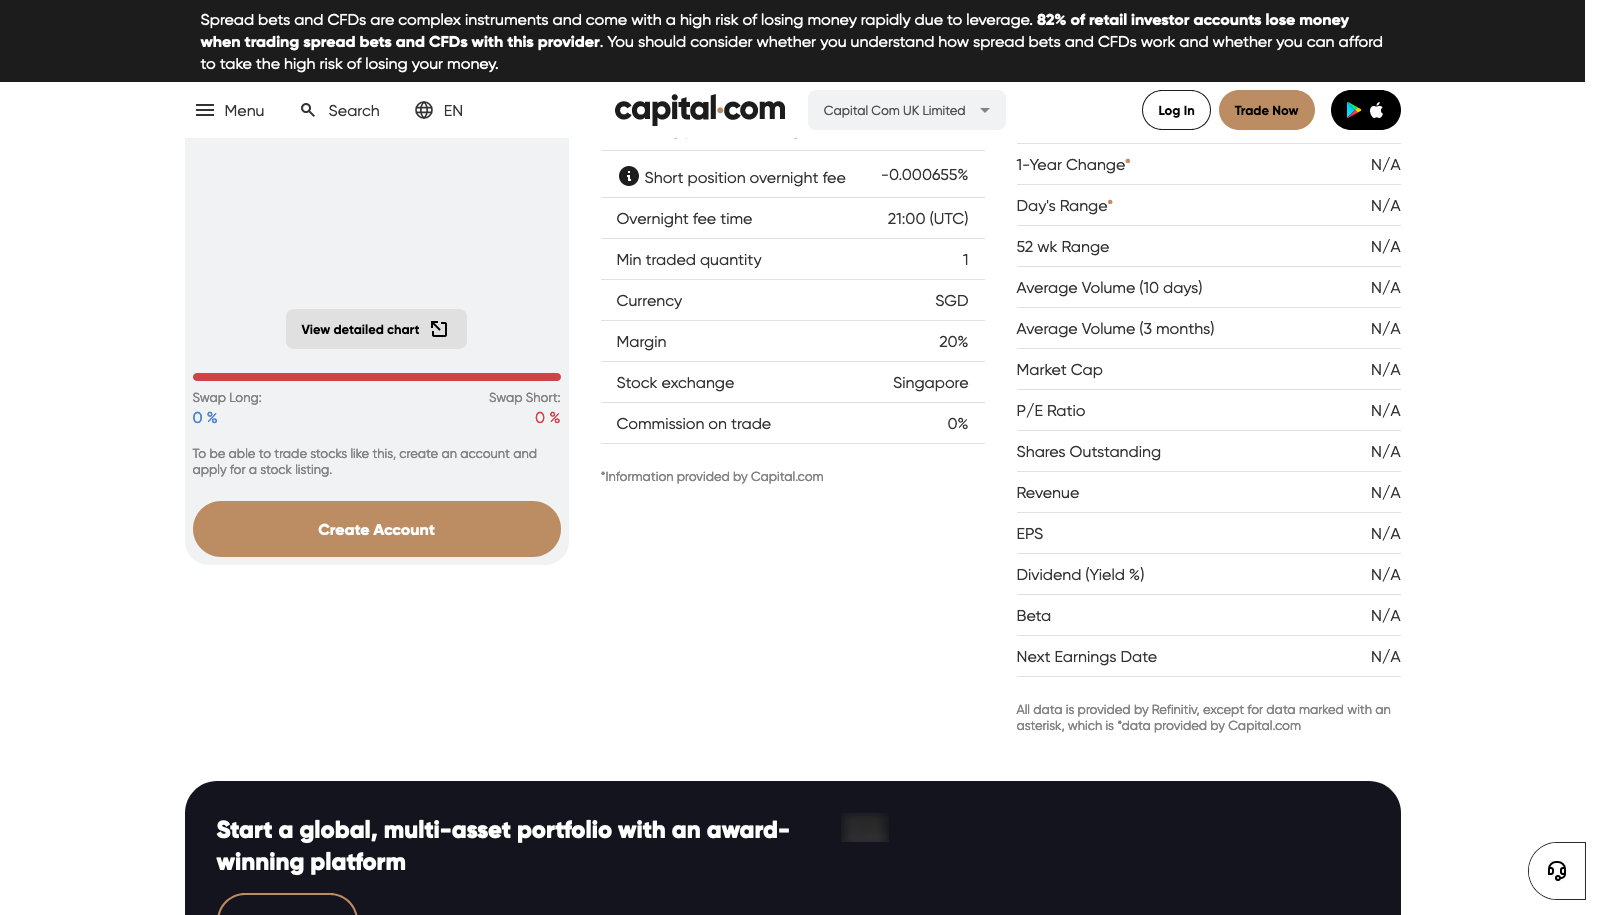 Spread bets and CFDs are complex instruments and come with a high risk of losing money rapidly due to leverage. 82% of retail investor accounts lose money
when trading spread bets and CFDs with this provider. You should consider whether you understand how spread bets and CFDs work and whether you can afford
to take the high risk of losing your money.
Menu
Search
EN
capital.com
Capital Com UK Limited
Log In
Trade Now
View detailed chart
Swap Long:
Swap Short:
0 %
0 %
To be able to trade stocks like this, create an account and
apply for a stock listing.
Create Account
Short position overnight fee -0.000655%
Overnight fee time 21:00 (UTC)
Min traded quantity 1
Currency SGD
Margin 20%
Stock exchange Singapore
Commission on trade 0%
*Information provided by Capital.com
1-Year Change* N/A
Day's Range* N/A
52 wk Range N/A
Average Volume (10 days) N/A
Average Volume (3 months) N/A
Market Cap N/A
P/E Ratio N/A
Shares Outstanding N/A
Revenue N/A
EPS N/A
Dividend (Yield %) N/A
Beta N/A
Next Earnings Date N/A
All data is provided by Refinitiv, except for data marked with an
asterisk, which is *data provided by Capital.com
Start a global, multi-asset portfolio with an award-
winning platform